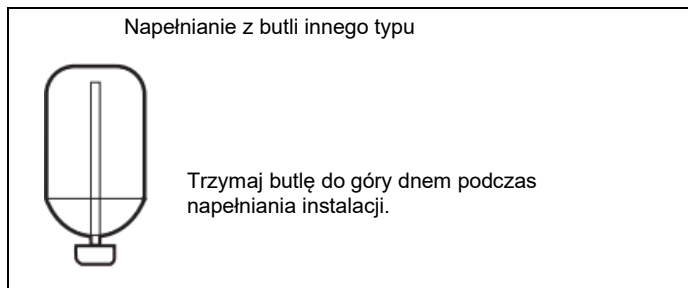 Napełnianie z butli innego typu
Trzymaj butlę do góry dnem podczas
napełniania instalacji.